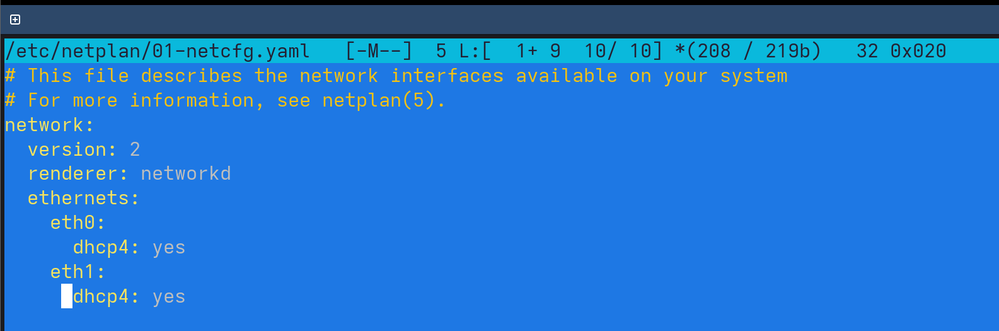 /etc/netplan/01-netcfg.yaml   [-M--]  5 L:[  1+ 9  10/ 10] *(208 / 219b)   32 0x020
# This file describes the network interfaces available on your system
# For more information, see netplan(5).
network:
  version: 2
  renderer: networkd
  ethernets:
    eth0:
      dhcp4: yes
    eth1:
      dhcp4: yes